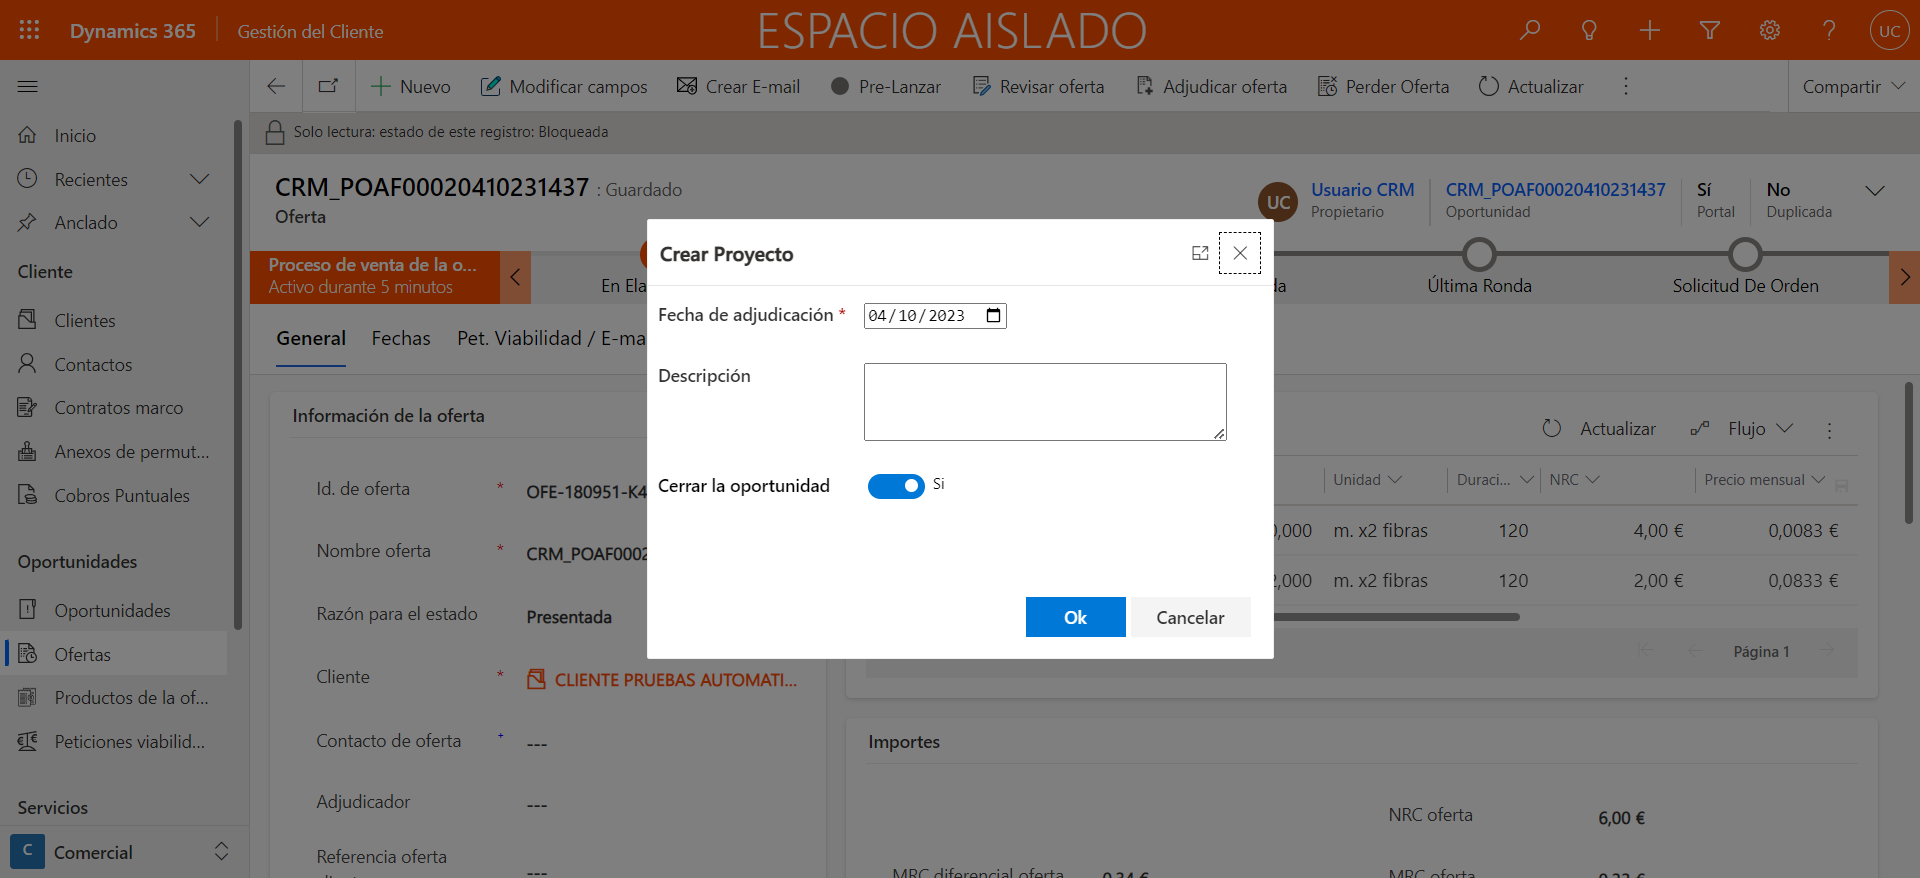 Dynamics 365
Gestión del Cliente
ESPACIO AISLADO
UC
Nuevo
Modificar campos
Crear E-mail
Pre-Lanzar
Revisar oferta
Adjudicar oferta
Perder Oferta
Actualizar
Compartir
Solo lectura: estado de este registro: Bloqueada
Inicio
Recientes
Anclado
Cliente
Clientes
Contactos
Contratos marco
Anexos de permut...
Cobros Puntuales
Oportunidades
Oportunidades
Ofertas
Productos de la of...
Peticiones viabilid...
Servicios
C
Comercial
CRM_POAF00020410231437 : Guardado
Oferta
UC
Usuario CRM
Propietario
CRM_POAF00020410231437
Oportunidad
Sí
Portal
No
Duplicada
Proceso de venta de la o...
Activo durante 5 minutos
En Ela
da
Última Ronda
Solicitud De Orden
General
Fechas
Pet. Viabilidad / E-ma
Crear Proyecto
Fecha de adjudicación *
04/10/2023
Descripción
Cerrar la oportunidad
Si
Ok
Cancelar
Información de la oferta
Id. de oferta
*
OFE-180951-K4
Nombre oferta
*
CRM_POAF0002
Razón para el estado
Presentada
Cliente
*
CLIENTE PRUEBAS AUTOMATI...
Contacto de oferta
+
---
Adjudicador
---
Referencia oferta
---
Actualizar
Flujo
Unidad
Duraci...
NRC
Precio mensual
0,000
m. x2 fibras
120
4,00 €
0,0083 €
2,000
m. x2 fibras
120
2,00 €
0,0833 €
Página 1
Importes
NRC oferta
6,00 €
MRC diferencial oferta
0,34 €
MRC oferta